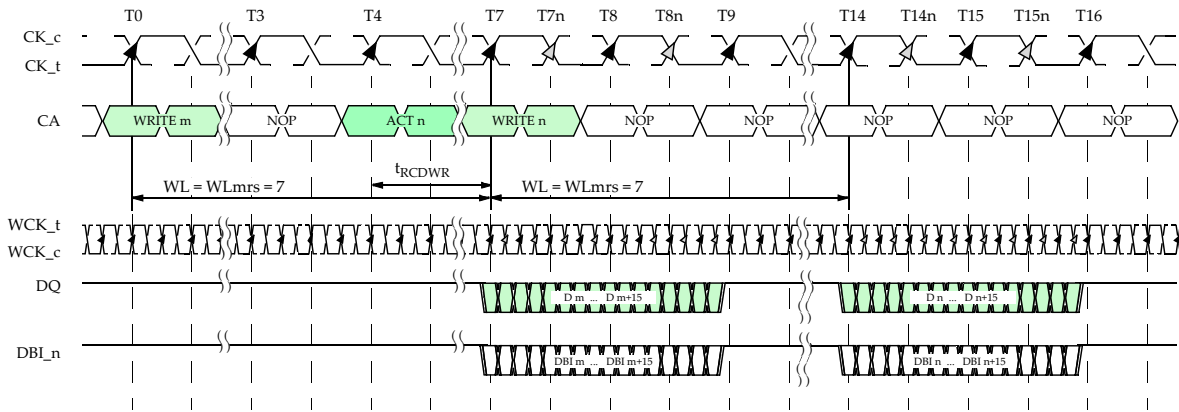 T0 T3 T4 T7 T7n T8 T8n T9 T14 T14n T15 T15n T16
CK_c
CK_t
CA WRITE m NOP ACT n WRITE n NOP NOP NOP NOP NOP
tRCDWR
WL = WLmrs = 7 WL = WLmrs = 7
WCK_t
WCK_c
DQ D m ... D m+15 D n ... D n+15
DBI_n DBI m ... DBI m+15 DBI n ... DBI n+15